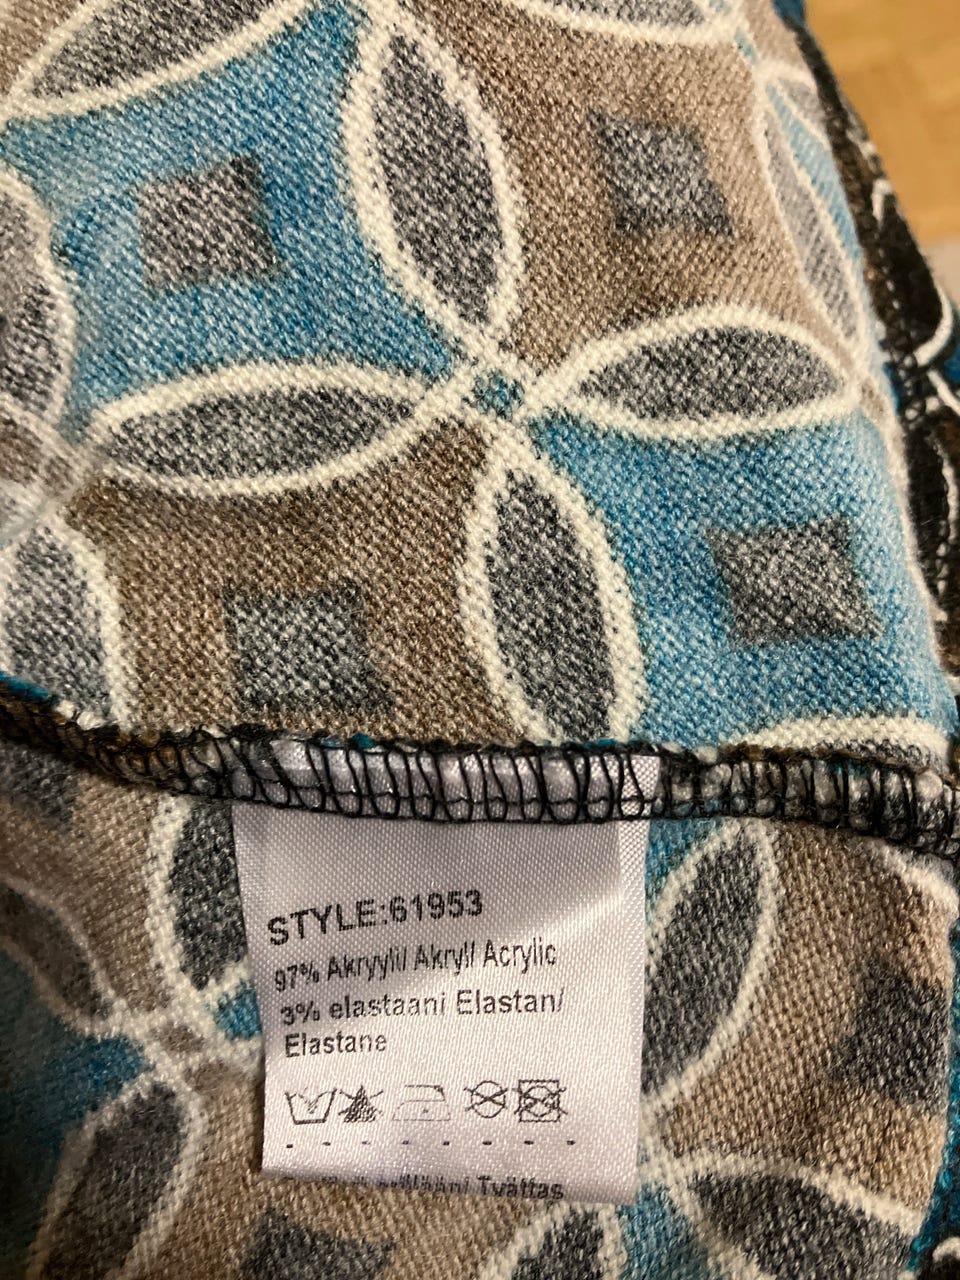 STYLE:61953
97% Akryyli/ Akryl/ Acrylic
3% elastaani Elastan/
Elastane
- - - - - - - -
Tvättas